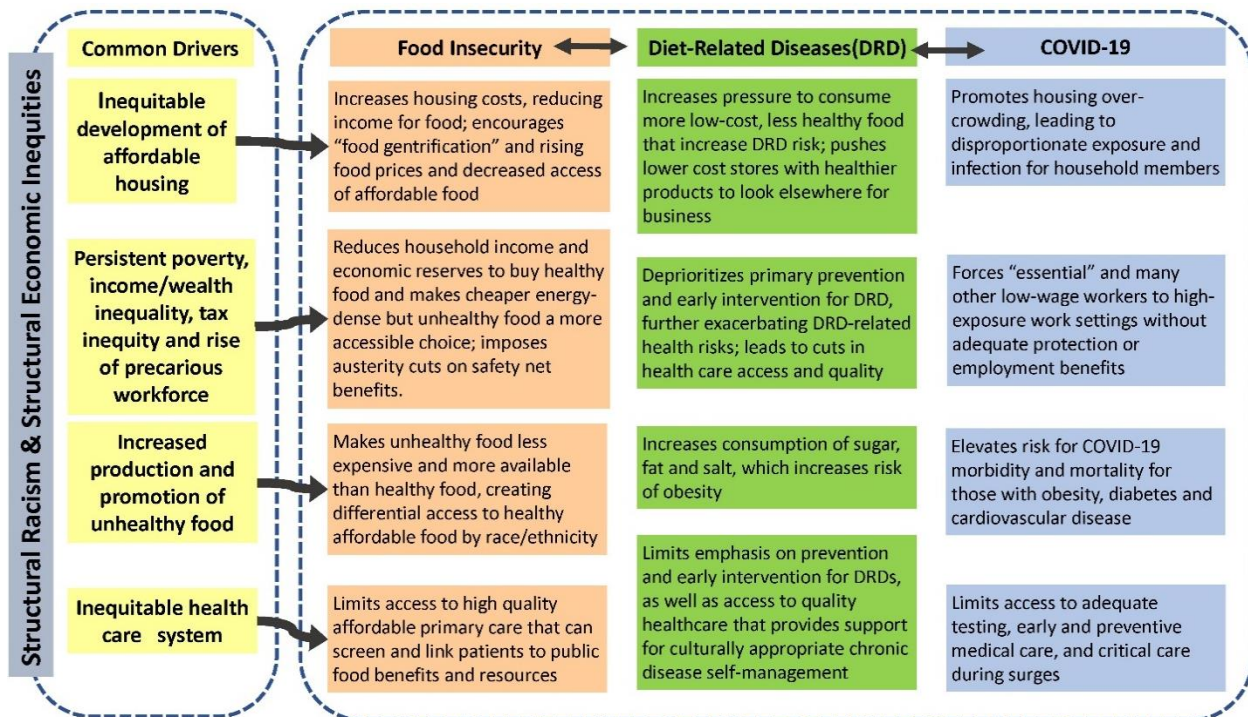 Structural Racism & Structural Economic Inequities
Common Drivers
Food Insecurity
Diet-Related Diseases(DRD)
COVID-19
Inequitable
development of
affordable
housing
Increases housing costs, reducing
income for food; encourages
“food gentrification” and rising
food prices and decreased access
of affordable food
Increases pressure to consume
more low-cost, less healthy food
that increase DRD risk; pushes
lower cost stores with healthier
products to look elsewhere for
business
Promotes housing over-
crowding, leading to
disproportionate exposure and
infection for household members
Persistent poverty,
income/wealth
inequality, tax
inequity and rise
of precarious
workforce
Reduces household income and
economic reserves to buy healthy
food and makes cheaper energy-
dense but unhealthy food a more
accessible choice; imposes
austerity cuts on safety net
benefits.
Deprioritizes primary prevention
and early intervention for DRD,
further exacerbating DRD-related
health risks; leads to cuts in
health care access and quality
Forces “essential” and many
other low-wage workers to high-
exposure work settings without
adequate protection or
employment benefits
Increased
production and
promotion of
unhealthy food
Makes unhealthy food less
expensive and more available
than healthy food, creating
differential access to healthy
affordable food by race/ethnicity
Increases consumption of sugar,
fat and salt, which increases risk
of obesity
Elevates risk for COVID-19
morbidity and mortality for
those with obesity, diabetes and
cardiovascular disease
Inequitable health
care system
Limits access to high quality
affordable primary care that can
screen and link patients to public
food benefits and resources
Limits emphasis on prevention
and early intervention for DRDs,
as well as access to quality
healthcare that provides support
for culturally appropriate chronic
disease self-management
Limits access to adequate
testing, early and preventive
medical care, and critical care
during surges